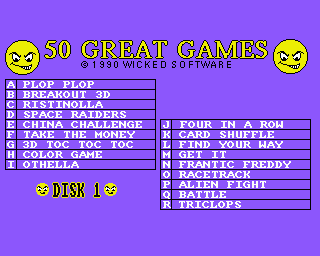 50 GREAT GAMES
© 1990 WICKED SOFTWARE
A PLOP PLOP
B BREAKOUT 3D
C RISTINOLLA
D SPACE RAIDERS
E CHINA CHALLENGE
F TAKE THE MONEY
G 3D TOC TOC TOC
H COLOR GAME
I OTHELLA
J FOUR IN A ROW
K CARD SHUFFLE
L FIND YOUR WAY
M GET IT
N FRANTIC FREDDY
O RACETRACK
P ALIEN FIGHT
Q BATTLE
R TRICLOPS
DISK 1